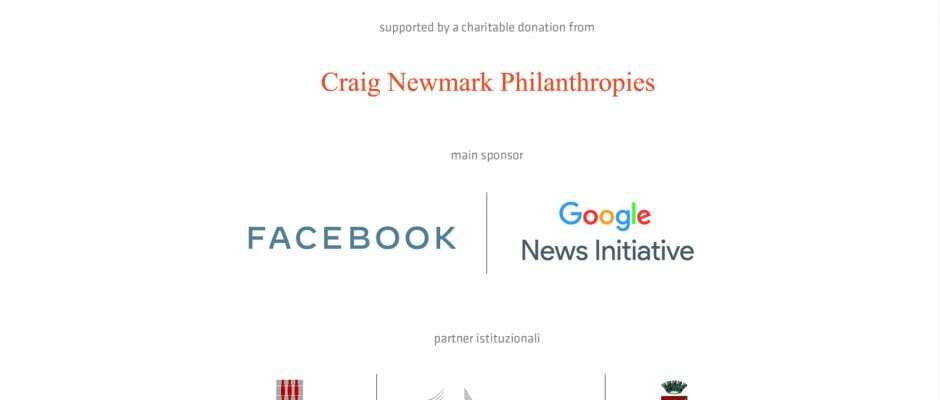 supported by a charitable donation from
Craig Newmark Philanthropies
main sponsor
FACEBOOK
Google
News Initiative
partner istituzionali